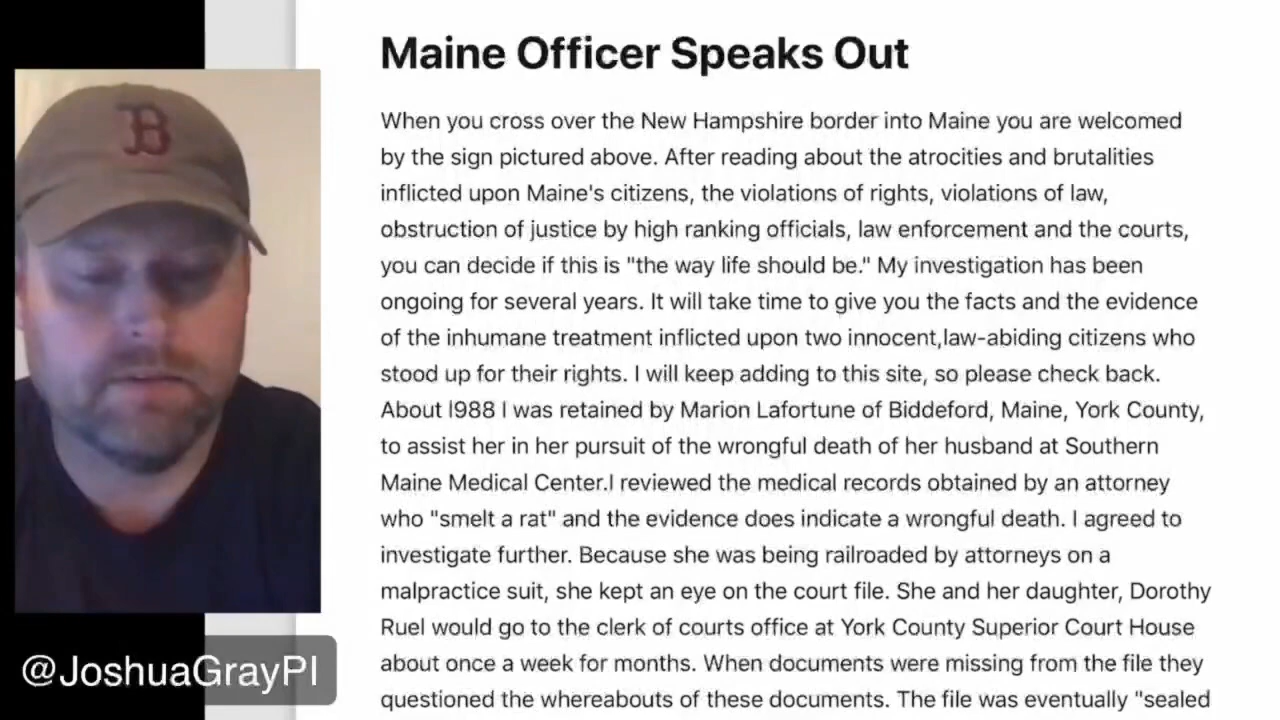 Maine Officer Speaks Out
When you cross over the New Hampshire border into Maine you are welcomed
by the sign pictured above. After reading about the atrocities and brutalities
inflicted upon Maine's citizens, the violations of rights, violations of law,
obstruction of justice by high ranking officials, law enforcement and the courts,
you can decide if this is "the way life should be." My investigation has been
ongoing for several years. It will take time to give you the facts and the evidence
of the inhumane treatment inflicted upon two innocent,law-abiding citizens who
stood up for their rights. I will keep adding to this site, so please check back.
About l988 I was retained by Marion Lafortune of Biddeford, Maine, York County,
to assist her in her pursuit of the wrongful death of her husband at Southern
Maine Medical Center.I reviewed the medical records obtained by an attorney
who "smelt a rat" and the evidence does indicate a wrongful death. I agreed to
investigate further. Because she was being railroaded by attorneys on a
malpractice suit, she kept an eye on the court file. She and her daughter, Dorothy
Ruel would go to the clerk of courts office at York County Superior Court House
about once a week for months. When documents were missing from the file they
questioned the whereabouts of these documents. The file was eventually "sealed
B
@JoshuaGrayPI